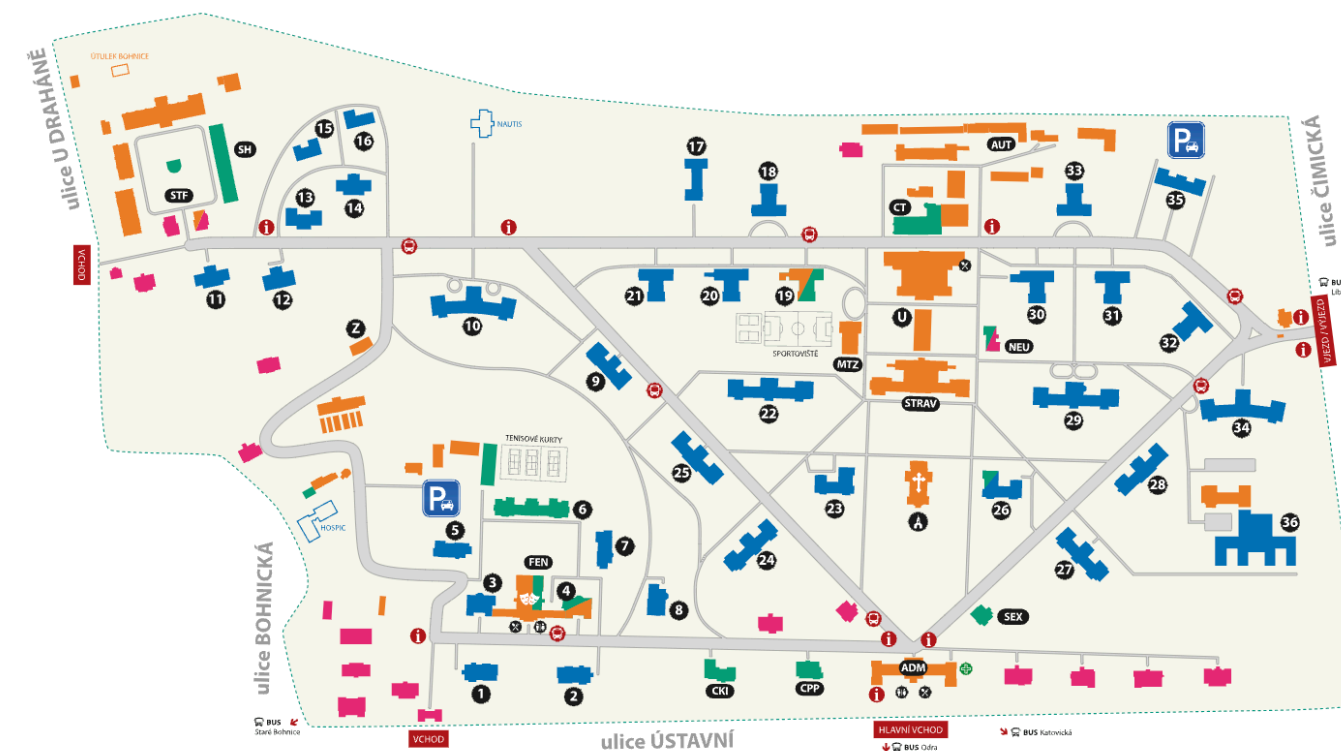 ulice U DRAHÁNĚ
ÚTULEK BOHNICE
SH
STF
15
16
13
14
NAUTIS
17
18
AUT
CT
33
P
35
ulice ČIMICKÁ
VCHOD
i
i
i
11
12
10
21
20
19
U
30
31
32
BUS
Z
9
SPORTOVIŠTĚ
MTZ
NEU
i
i
VJEZD / VÝJEZD
STRAV
22
29
34
TENISOVÉ KURTY
25
P
23
26
28
HOSPIC
6
5
7
24
27
36
FEN
3
4
8
SEX
ulice BOHNICKÁ
i
i
i
1
2
CKI
CPP
ADM
i
BUS
Staré Bohnice
VCHOD
ulice ÚSTAVNÍ
HLAVNÍ VCHOD
BUS Odra
BUS Katovická